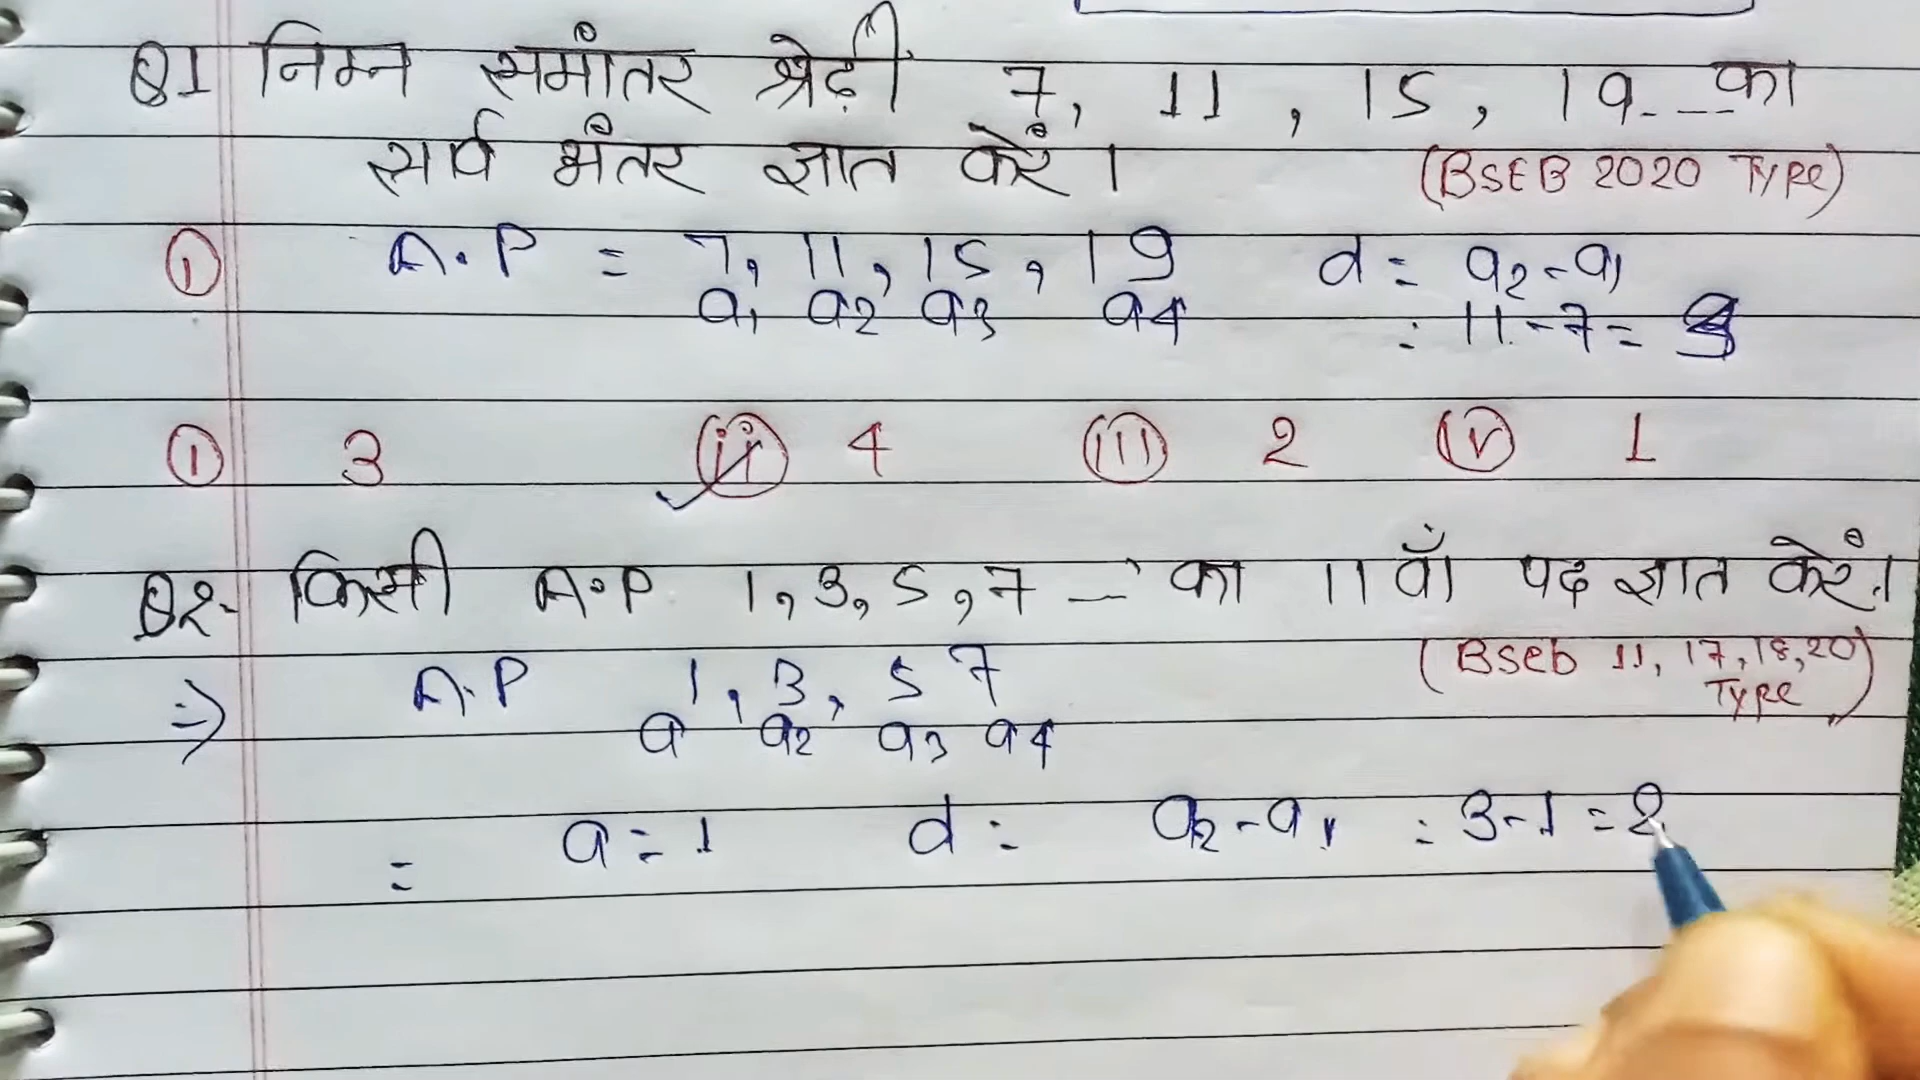 Q1 निम्न समांतर श्रेढ़ी 7, 11, 15, 19 - - - का
सार्व अंतर ज्ञात करें।
(BSEB 2020 Type)
① A.P = 7, 11, 15, 19 d = a2 - a1
a1 a2 a3 a4 = 11 - 7 =
① 3 (ii) 4 (iii) 2 (iv) 1
Q2- किसी A.P 1, 3, 5, 7 --- का 11 वाँ पद ज्ञात करें।
(BSeb 11, 17, 18, 20
Type)
=> A.P 1, 3, 5 7
a a2 a3 a4
= a = 1 d = a2 - a1 = 3 - 1 = 2